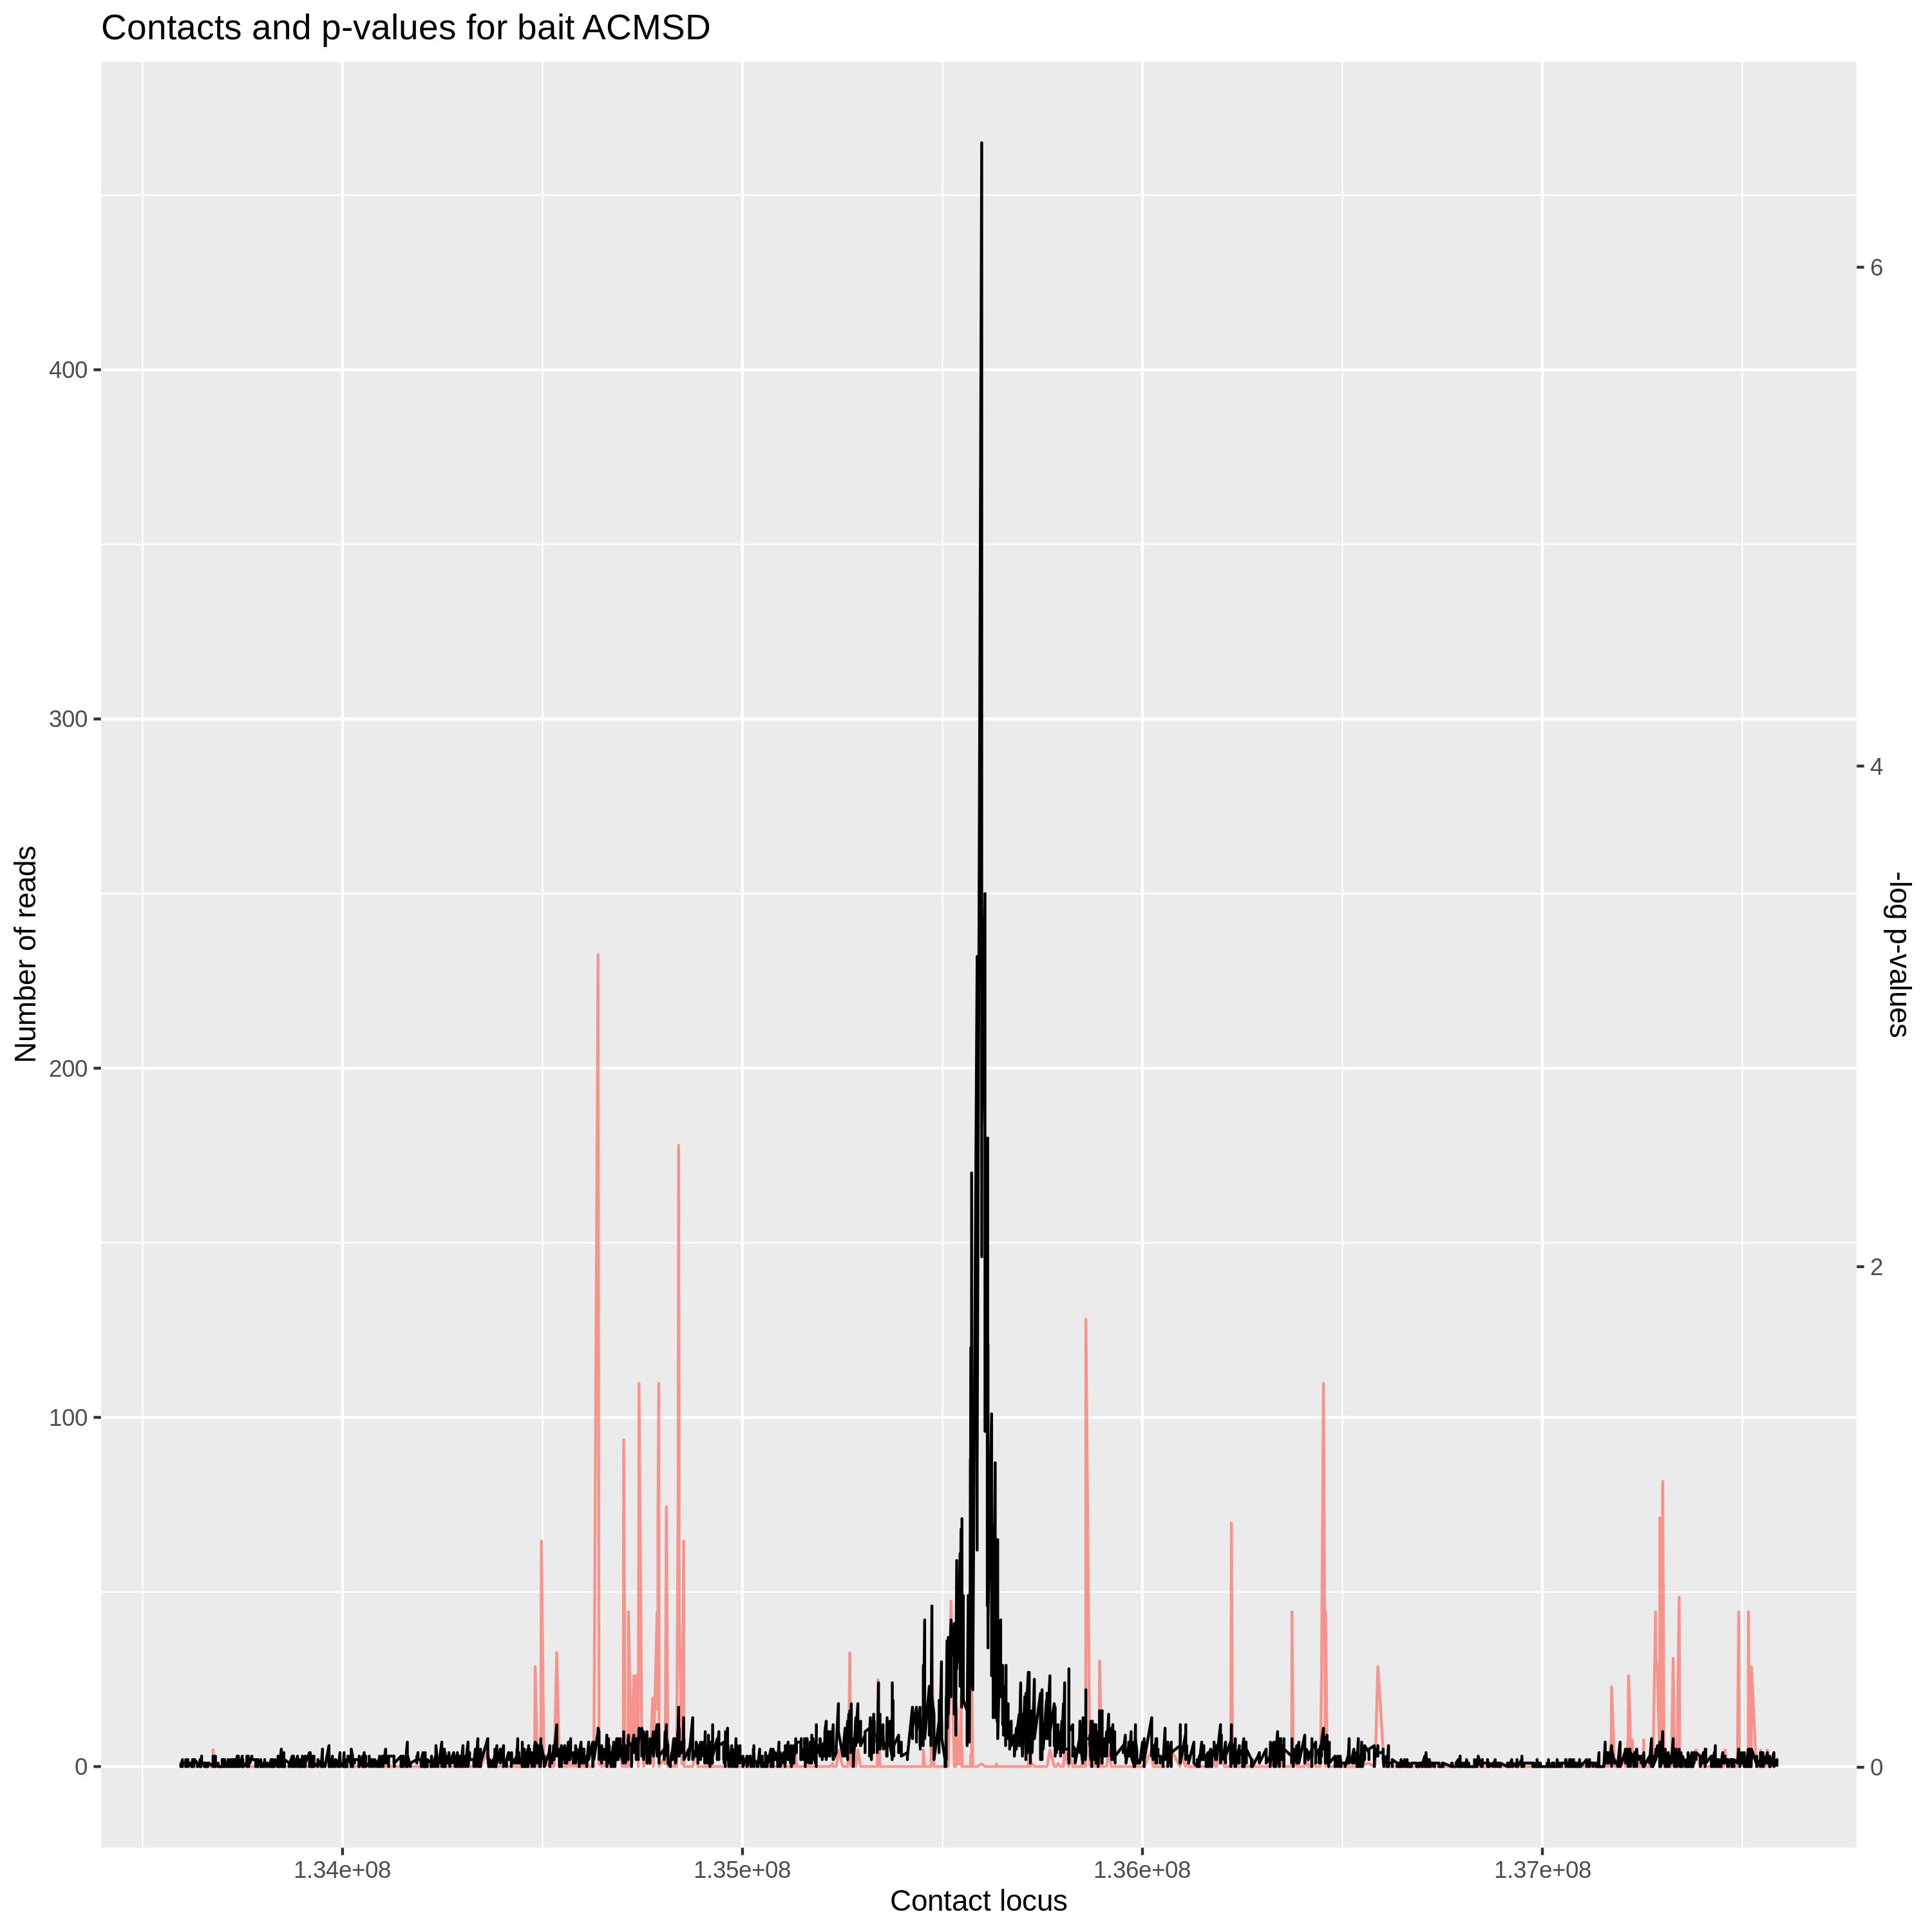 Contacts and p-values for bait ACMSD
400
300
200
100
0
Number of reads
6
4
2
0
-log p-values
1.34e+08
1.35e+08
1.36e+08
1.37e+08
Contact locus